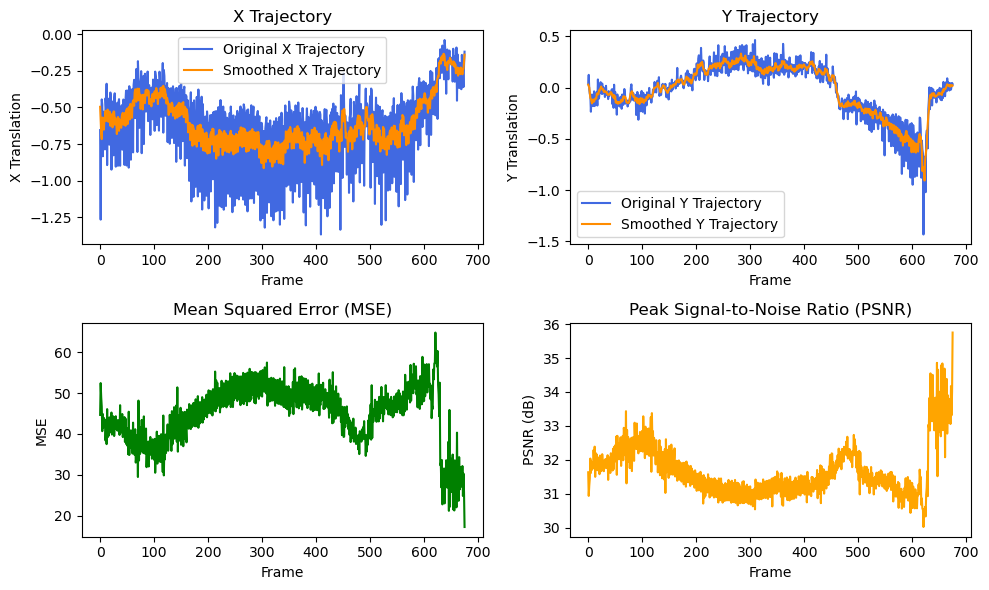 X Trajectory
0.00
−0.25
−0.50
−0.75
−1.00
−1.25
X Translation
Original X Trajectory
Smoothed X Trajectory
0 100 200 300 400 500 600 700
Frame
Y Trajectory
0.5
0.0
−0.5
−1.0
−1.5
Y Translation
Original Y Trajectory
Smoothed Y Trajectory
0 100 200 300 400 500 600 700
Frame
Mean Squared Error (MSE)
60
50
40
30
20
MSE
0 100 200 300 400 500 600 700
Frame
Peak Signal-to-Noise Ratio (PSNR)
36
35
34
33
32
31
30
PSNR (dB)
0 100 200 300 400 500 600 700
Frame